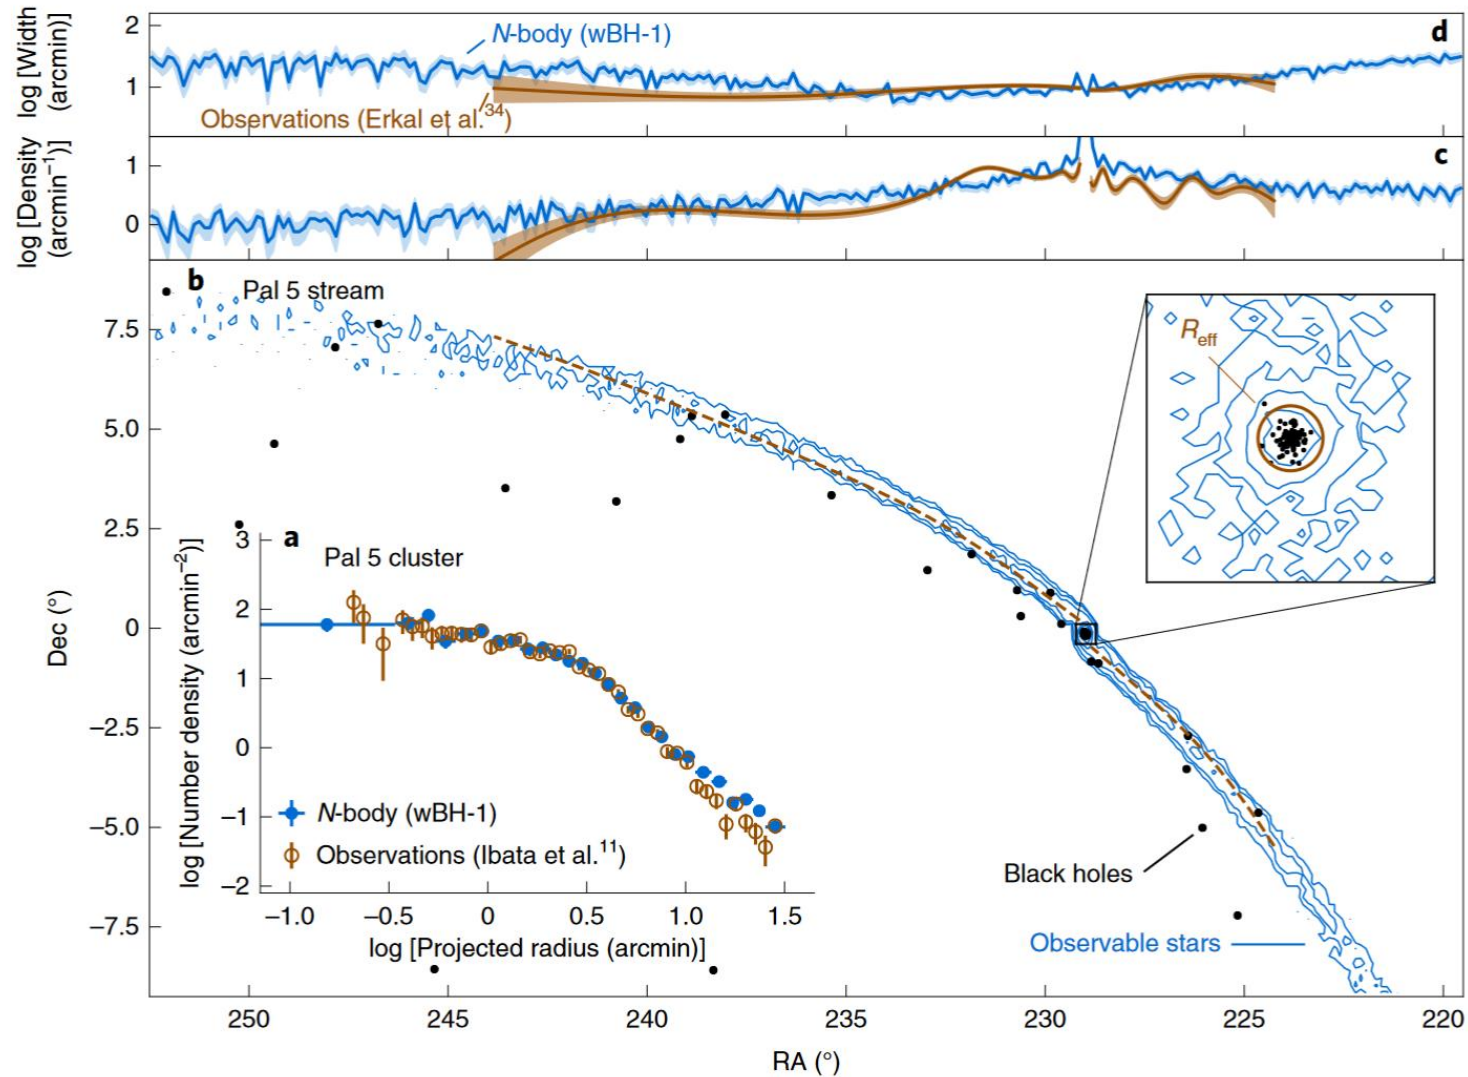 log [Width
(arcmin)]
2
1
N-body (wBH-1)
Observations (Erkal et al.34)
d
log [Density
(arcmin−1)]
1
0
c
b
Pal 5 stream
Dec (°)
7.5
5.0
2.5
0
−2.5
−5.0
−7.5
Reff
a
Pal 5 cluster
log [Number density (arcmin−2)]
3
2
1
0
−1
−2
N-body (wBH-1)
Observations (Ibata et al.11)
−1.0 −0.5 0 0.5 1.0 1.5
log [Projected radius (arcmin)]
Black holes
Observable stars
250 245 240 235 230 225 220
RA (°)